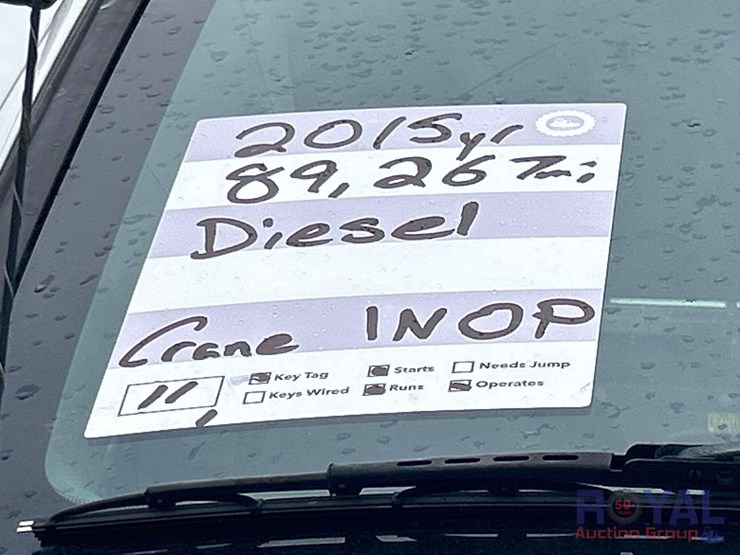 2015yr
89,267mi
Diesel
Crane INOP
11
Key Tag Starts Needs Jump
Keys Wired Runs Operates
ROYAL
Auction Group